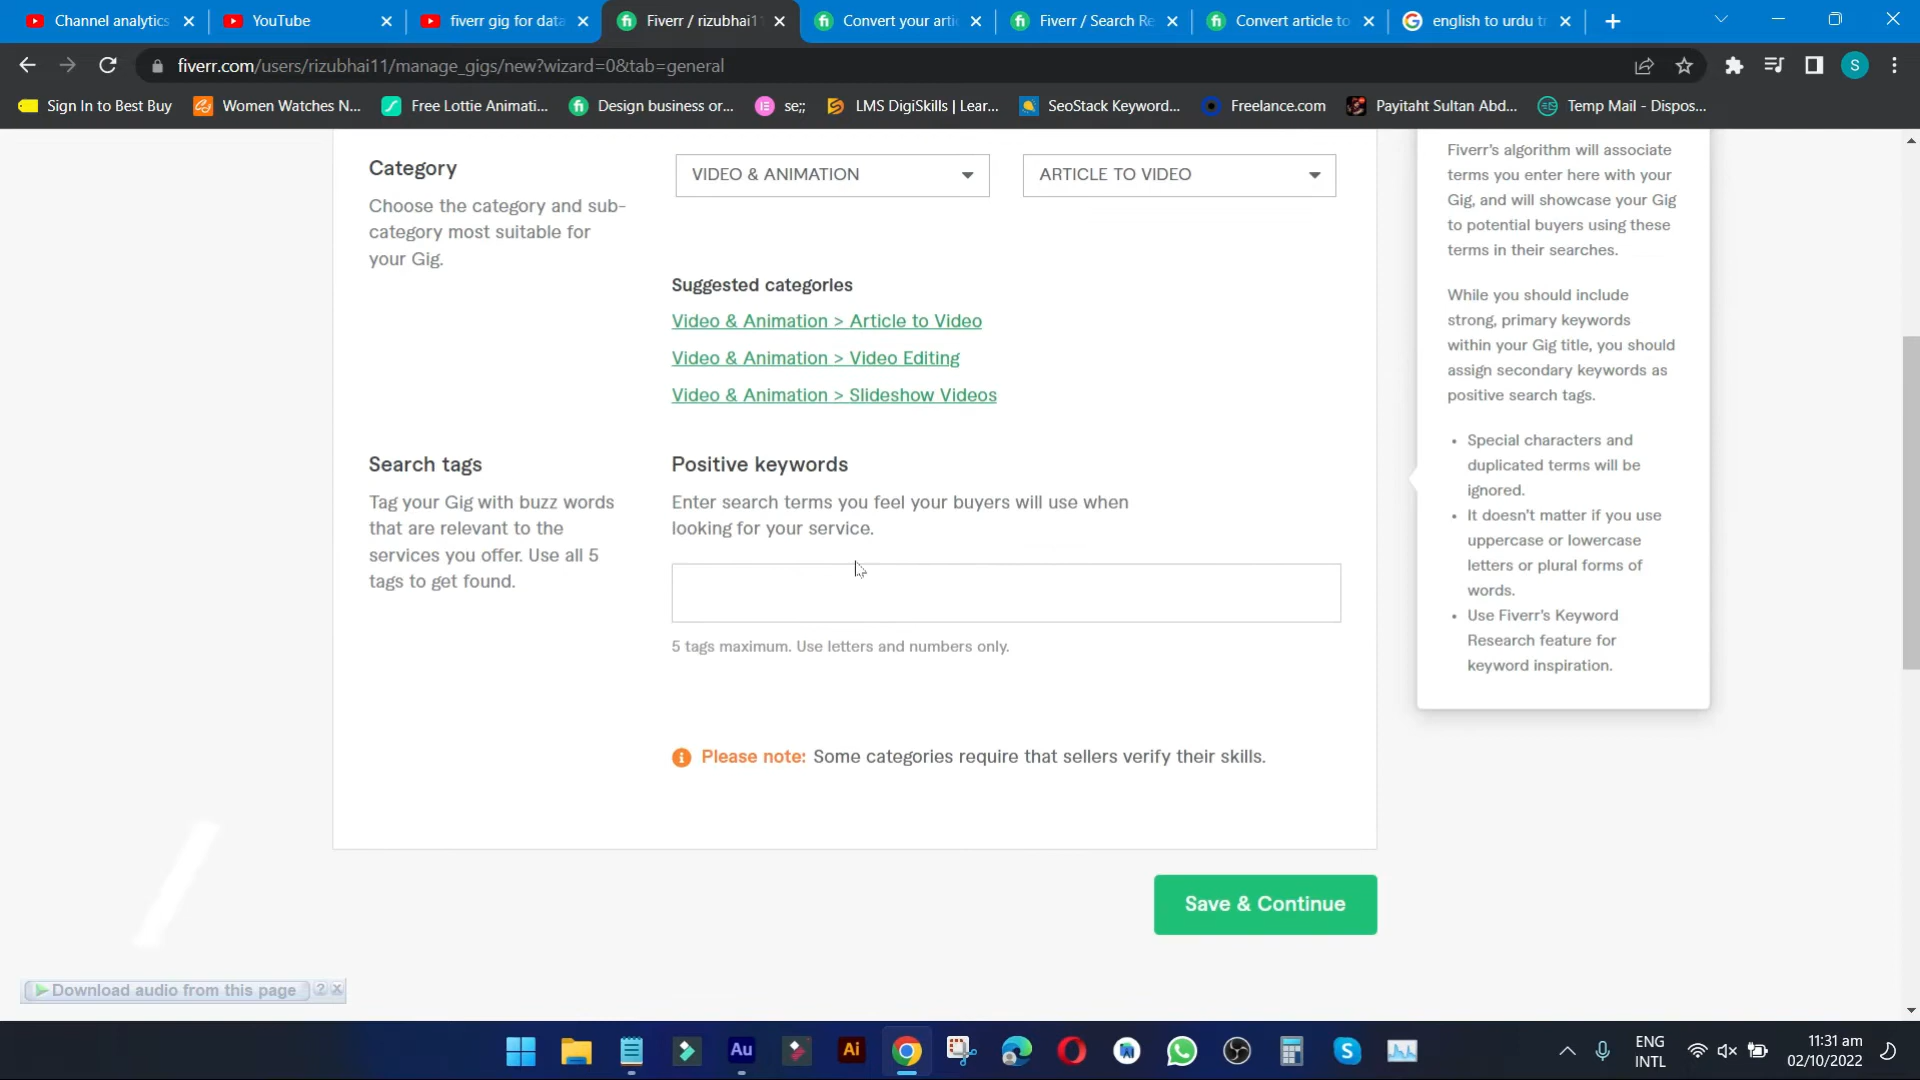 Channel analytics
YouTube
fiverr gig for data
Fiverr / rizubhai11
Convert your arti
Fiverr / Search Re
Convert article to
english to urdu tr
fiverr.com/users/rizubhai11/manage_gigs/new?wizard=0&tab=general
S
Sign In to Best Buy
Women Watches N...
Free Lottie Animati...
Design business or...
se;;
LMS DigiSkills | Lear...
SeoStack Keyword...
Freelance.com
Payitaht Sultan Abd...
Temp Mail - Dispos...
Category
Choose the category and sub-
category most suitable for
your Gig.
VIDEO & ANIMATION
ARTICLE TO VIDEO
Suggested categories
Video & Animation > Article to Video
Video & Animation > Video Editing
Video & Animation > Slideshow Videos
Search tags
Tag your Gig with buzz words
that are relevant to the
services you offer. Use all 5
tags to get found.
Positive keywords
Enter search terms you feel your buyers will use when
looking for your service.
5 tags maximum. Use letters and numbers only.
Please note: Some categories require that sellers verify their skills.
Save & Continue
Fiverr's algorithm will associate
terms you enter here with your
Gig, and will showcase your Gig
to potential buyers using these
terms in their searches.
While you should include
strong, primary keywords
within your Gig title, you should
assign secondary keywords as
positive search tags.
• Special characters and
duplicated terms will be
ignored.
• It doesn't matter if you use
uppercase or lowercase
letters or plural forms of
words.
• Use Fiverr's Keyword
Research feature for
keyword inspiration.
Download audio from this page ? x
Au
Ai
ENG
INTL
11:31 am
02/10/2022